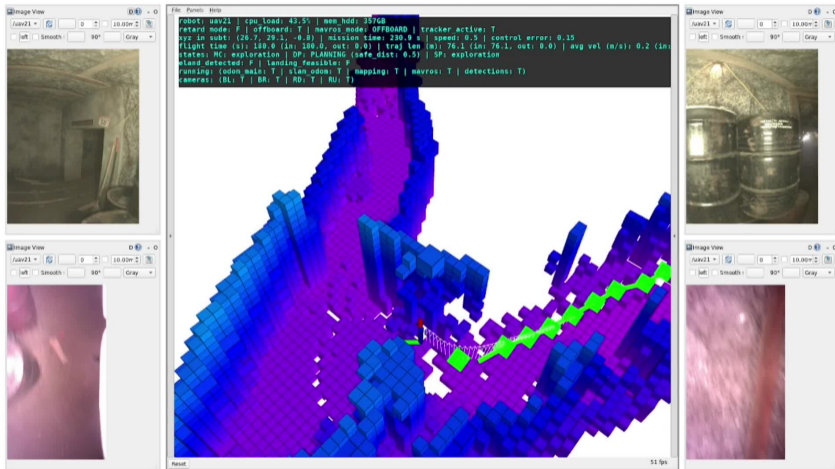 Image View
/uav21
0
10.00m
left
Smooth:
90°
Gray
Image View
/uav21
0
10.00m
left
Smooth:
90°
Gray
File Panels Help
robot: uav21 | cpu_load: 43.5% | mem_hdd: 357GB
retard mode: F | offboard: T | mavros_mode: OFFBOARD | tracker_active: T
xyz in subt: (26.7, 29.1, -0.8) | mission time: 230.9 s | speed: 0.5 | control error: 0.15
flight time (s): 180.0 (in: 180.0, out: 0.0) | traj len (m): 76.1 (in: 76.1, out: 0.0) | avg vel (m/s): 0.2 (in:
states: MC: exploration | DP: PLANNING (safe_dist: 0.5) | SP: exploration
eland_detected: F | landing_feasible: F
running: (odom_main: T | slam_odom: T | mapping: T | mavros: T | detections: T)
cameras: (BL: T | BR: T | RD: T | RU: T)
Reset
51 fps
Image View
/uav21
0
10.00m
left
Smooth:
90°
Gray
Image View
/uav21
0
10.00m
left
Smooth:
90°
Gray